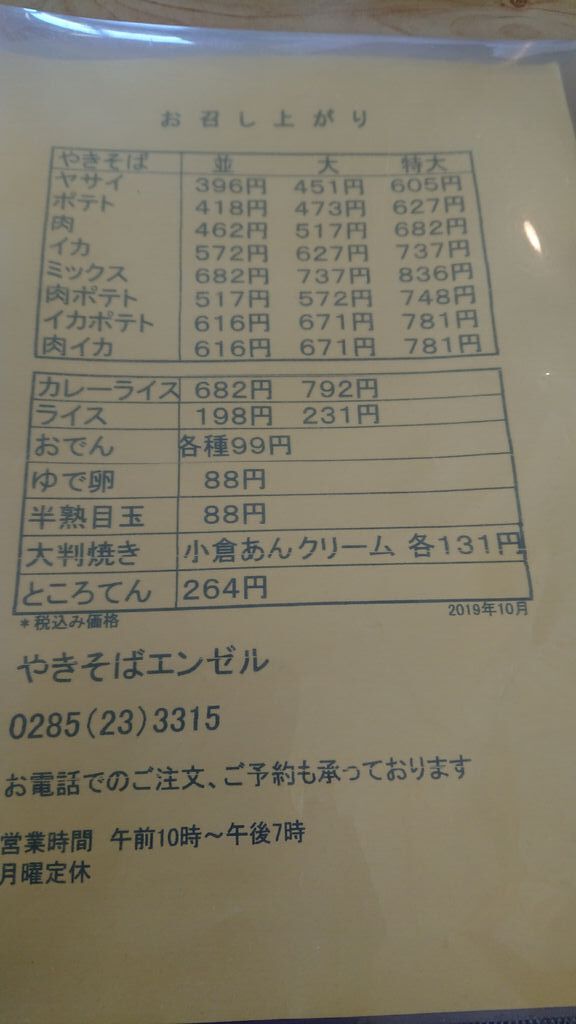 お召し上がり
やきそば 並 大 特大
ヤサイ 396円 451円 605円
ポテト 418円 473円 627円
肉 462円 517円 682円
イカ 572円 627円 737円
ミックス 682円 737円 836円
肉ポテト 517円 572円 748円
イカポテト 616円 671円 781円
肉イカ 616円 671円 781円
カレーライス 682円 792円
ライス 198円 231円
おでん 各種99円
ゆで卵 88円
半熟目玉 88円
大判焼き 小倉あんクリーム 各131円
ところてん 264円
*税込み価格 2019年10月
やきそばエンゼル
0285(23)3315
お電話でのご注文、ご予約も承っております
営業時間 午前10時~午後7時
月曜定休